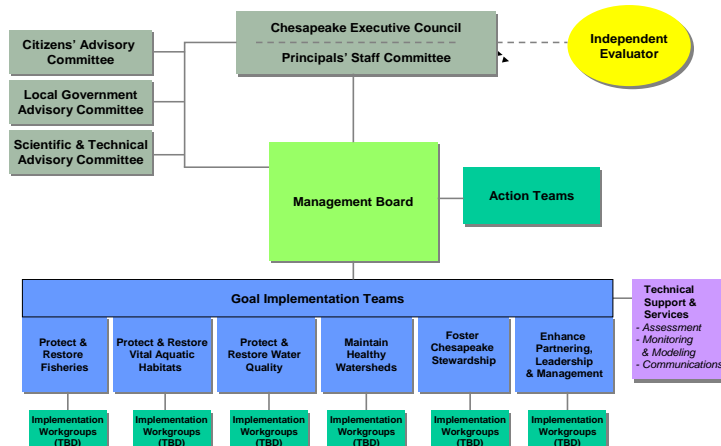 Chesapeake Executive Council
Principals' Staff Committee
Independent
Evaluator
Citizens' Advisory
Committee
Local Government
Advisory Committee
Scientific & Technical
Advisory Committee
Management Board
Action Teams
Goal Implementation Teams
Technical
Support &
Services
- Assessment
- Monitoring
& Modeling
- Communications
Protect &
Restore
Fisheries
Protect & Restore
Vital Aquatic
Habitats
Protect &
Restore Water
Quality
Maintain
Healthy
Watersheds
Foster
Chesapeake
Stewardship
Enhance
Partnering,
Leadership
& Management
Implementation
Workgroups
(TBD)
Implementation
Workgroups
(TBD)
Implementation
Workgroups
(TBD)
Implementation
Workgroups
(TBD)
Implementation
Workgroups
(TBD)
Implementation
Workgroups
(TBD)